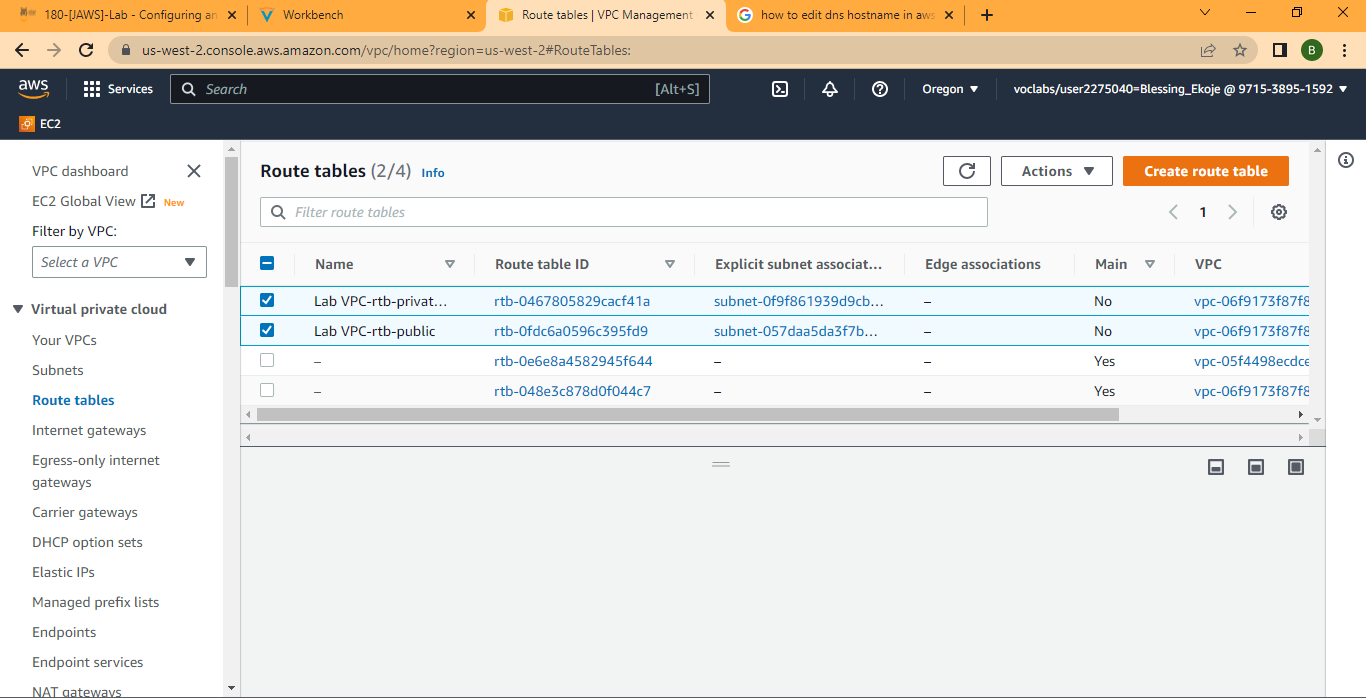 180-[JAWS]-Lab - Configuring an
Workbench
Route tables | VPC Management
how to edit dns hostname in aws
us-west-2.console.aws.amazon.com/vpc/home?region=us-west-2#RouteTables:
B
aws
Services
Search
[Alt+S]
Oregon
voclabs/user2275040=Blessing_Ekoje @ 9715-3895-1592
EC2
VPC dashboard
EC2 Global View
New
Filter by VPC:
Select a VPC
Virtual private cloud
Your VPCs
Subnets
Route tables
Internet gateways
Egress-only internet
gateways
Carrier gateways
DHCP option sets
Elastic IPs
Managed prefix lists
Endpoints
Endpoint services
NAT gateways
Route tables (2/4) Info
Actions
Create route table
Filter route tables
1
Name
Route table ID
Explicit subnet associat...
Edge associations
Main
VPC
Lab VPC-rtb-privat... rtb-0467805829cacf41a subnet-0f9f861939d9cb... – No vpc-06f9173f87f8
Lab VPC-rtb-public rtb-0fdc6a0596c395fd9 subnet-057daa5da3f7b... – No vpc-06f9173f87f8
– rtb-0e6e8a4582945f644 – – Yes vpc-05f4498ecdce
– rtb-048e3c878d0f044c7 – – Yes vpc-06f9173f87f8